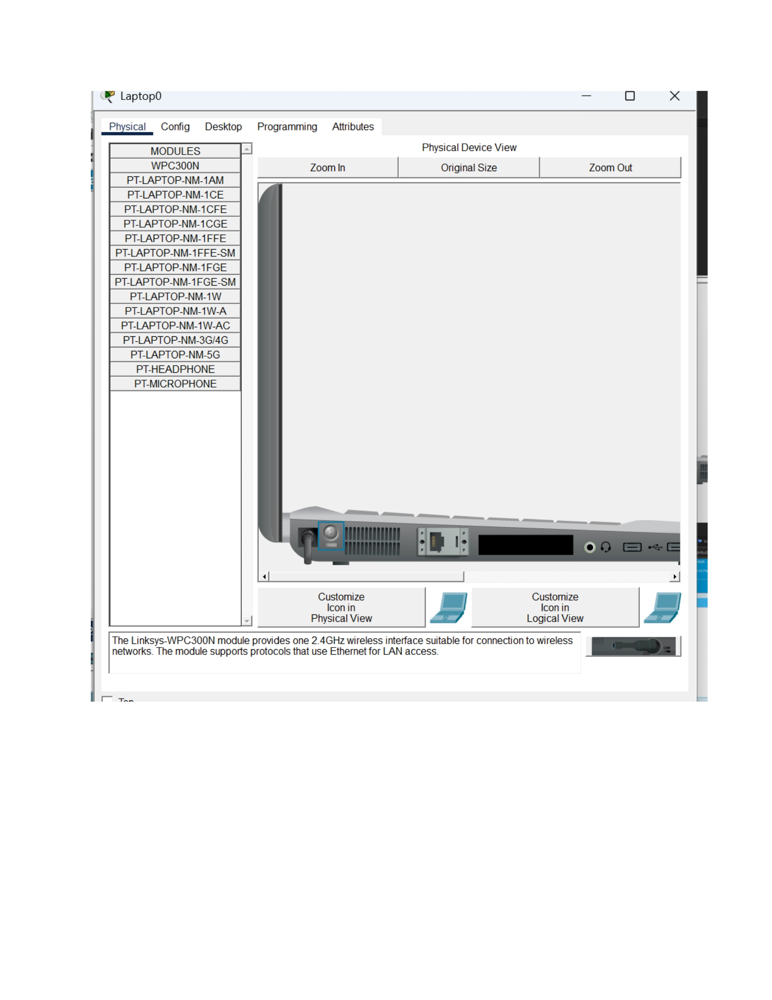 Laptop0
Physical Config Desktop Programming Attributes
MODULES
WPC300N
PT-LAPTOP-NM-1AM
PT-LAPTOP-NM-1CE
PT-LAPTOP-NM-1CFE
PT-LAPTOP-NM-1CGE
PT-LAPTOP-NM-1FFE
PT-LAPTOP-NM-1FFE-SM
PT-LAPTOP-NM-1FGE
PT-LAPTOP-NM-1FGE-SM
PT-LAPTOP-NM-1W
PT-LAPTOP-NM-1W-A
PT-LAPTOP-NM-1W-AC
PT-LAPTOP-NM-3G/4G
PT-LAPTOP-NM-5G
PT-HEADPHONE
PT-MICROPHONE
Physical Device View
Zoom In Original Size Zoom Out
Customize
Icon in
Physical View
Customize
Icon in
Logical View
The Linksys-WPC300N module provides one 2.4GHz wireless interface suitable for connection to wireless
networks. The module supports protocols that use Ethernet for LAN access.
LINK
Top